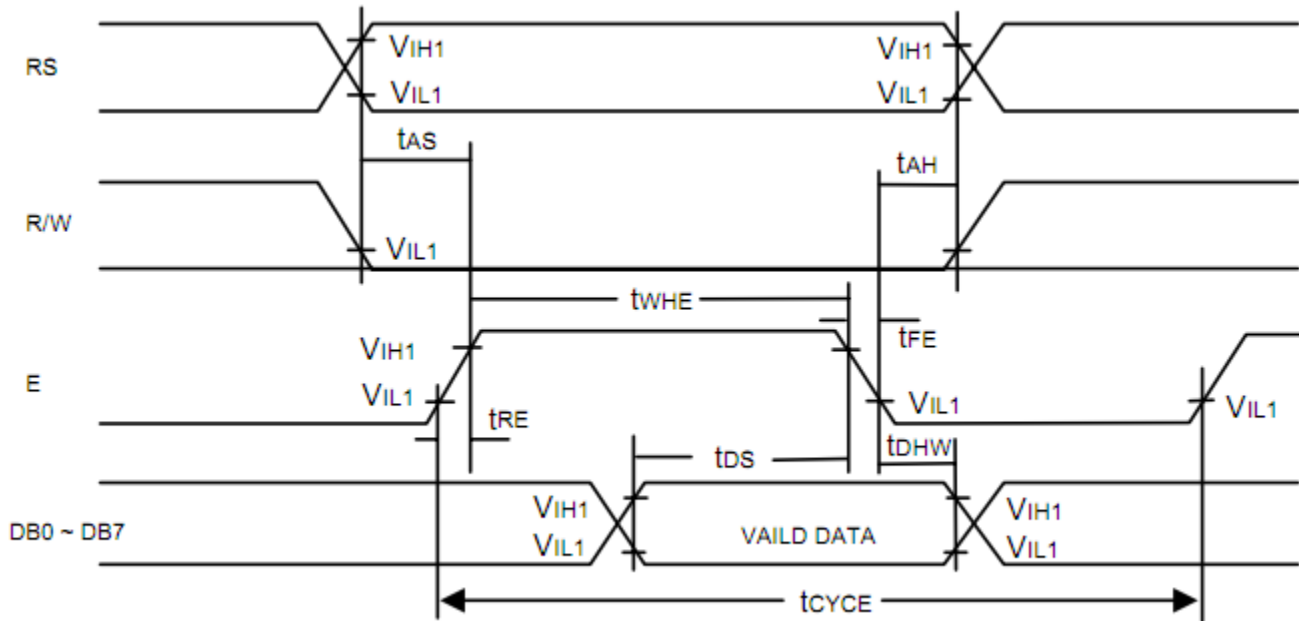 RS
VIH1
VIL1
VIH1
VIL1
tAS
tAH
R/W
VIL1
tWHE
tFE
E
VIH1
VIL1
VIL1
VIL1
tRE
tDS
tDHW
DB0 ~ DB7
VIH1
VIL1
VAILD DATA
VIH1
VIL1
tCYCE